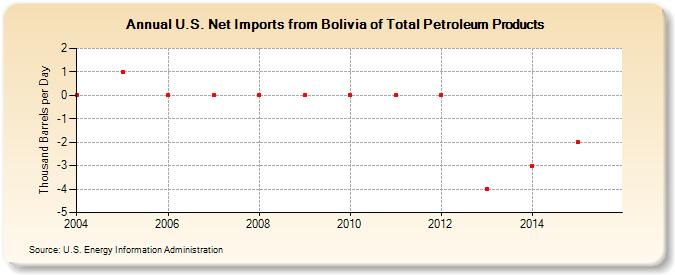 Annual U.S. Net Imports from Bolivia of Total Petroleum Products
Thousand Barrels per Day
2
1
0
-1
-2
-3
-4
-5
2004 2006 2008 2010 2012 2014
Source: U.S. Energy Information Administration